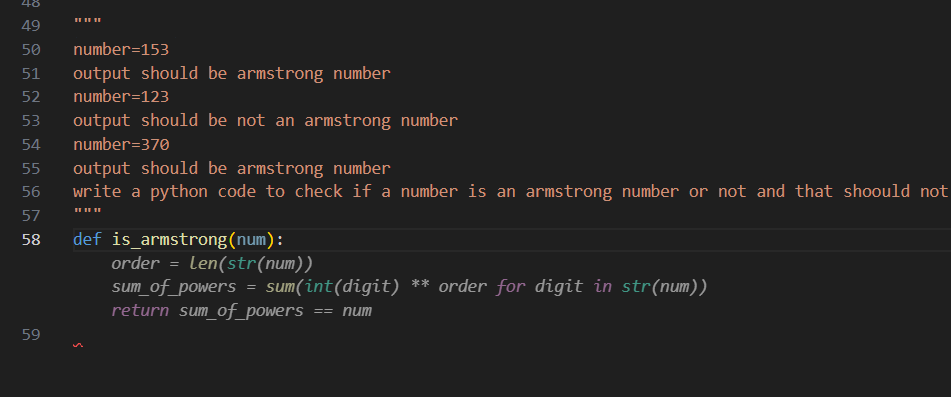 48
49 """
50 number=153
51 output should be armstrong number
52 number=123
53 output should be not an armstrong number
54 number=370
55 output should be armstrong number
56 write a python code to check if a number is an armstrong number or not and that shoould not
57 """
58 def is_armstrong(num):
order = len(str(num))
sum_of_powers = sum(int(digit) ** order for digit in str(num))
return sum_of_powers == num
59